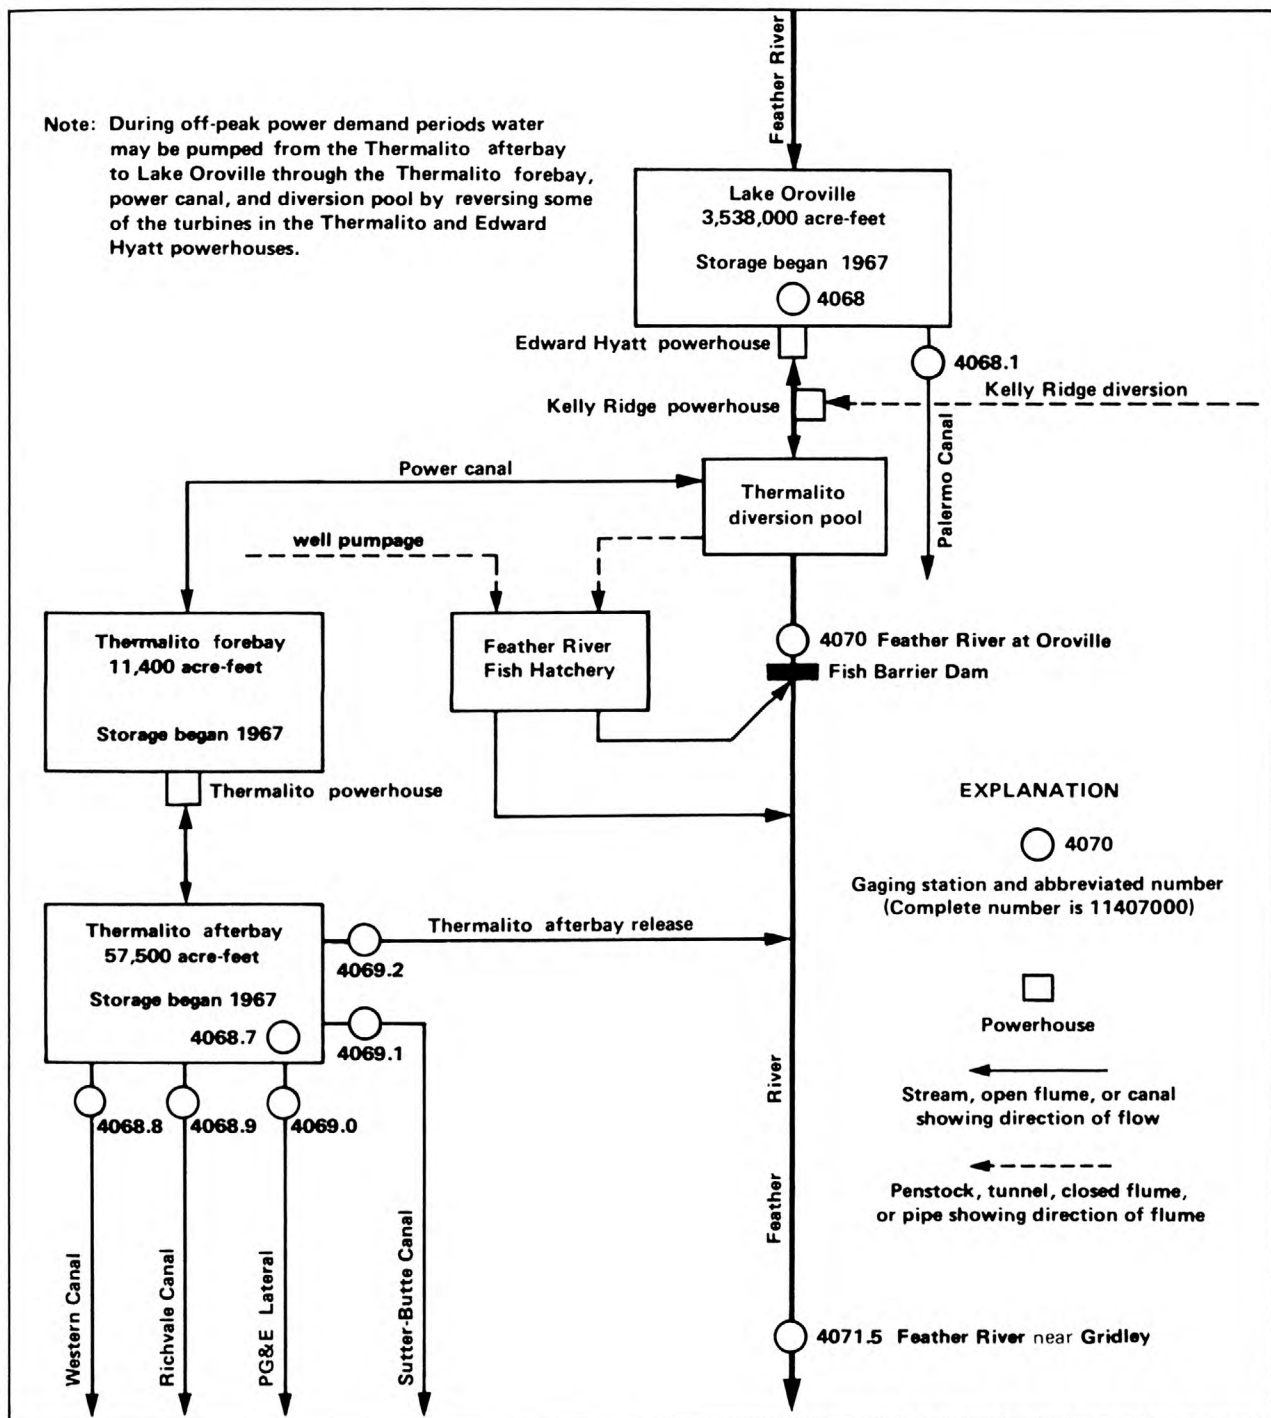 Feather River
Note: During off-peak power demand periods water
may be pumped from the Thermalito afterbay
to Lake Oroville through the Thermalito forebay,
power canal, and diversion pool by reversing some
of the turbines in the Thermalito and Edward
Hyatt powerhouses.
Lake Oroville
3,538,000 acre-feet
Storage began 1967
4068
Edward Hyatt powerhouse
4068.1
Kelly Ridge diversion
Kelly Ridge powerhouse
Palermo Canal
Power canal
Thermalito
diversion pool
well pumpage
Thermalito forebay
11,400 acre-feet
Storage began 1967
Feather River
Fish Hatchery
4070 Feather River at Oroville
Fish Barrier Dam
Thermalito powerhouse
EXPLANATION
4070
Gaging station and abbreviated number
(Complete number is 11407000)
Thermalito afterbay
57,500 acre-feet
Storage began 1967
4068.7
Thermalito afterbay release
4069.2
4069.1
Powerhouse
4068.8
4068.9
4069.0
Stream, open flume, or canal
showing direction of flow
Penstock, tunnel, closed flume,
or pipe showing direction of flume
River
Feather
Western Canal
Richvale Canal
PG&E Lateral
Sutter-Butte Canal
4071.5 Feather River near Gridley